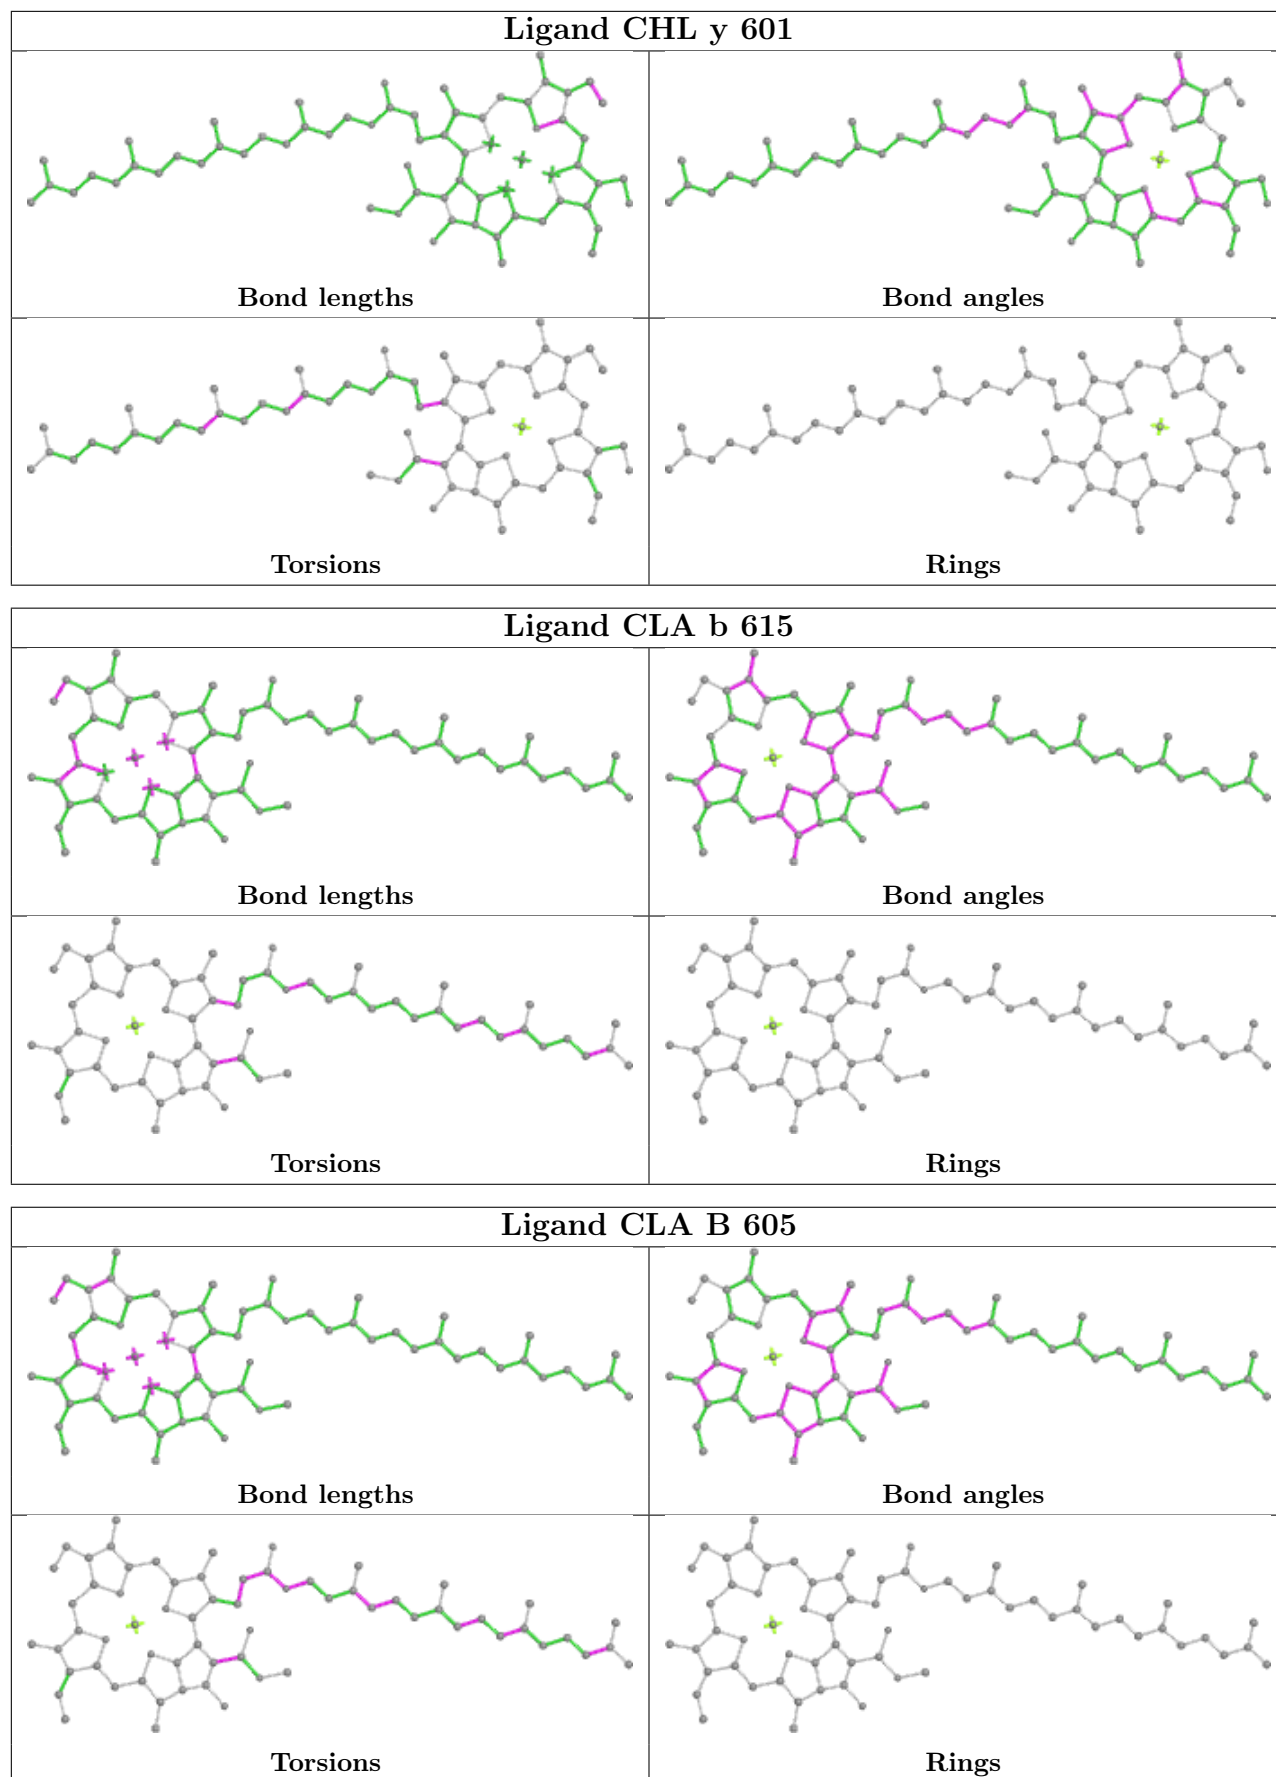 Ligand CHL y 601
Bond lengths
Bond angles
Torsions
Rings
Ligand CLA b 615
Bond lengths
Bond angles
Torsions
Rings
Ligand CLA B 605
Bond lengths
Bond angles
Torsions
Rings